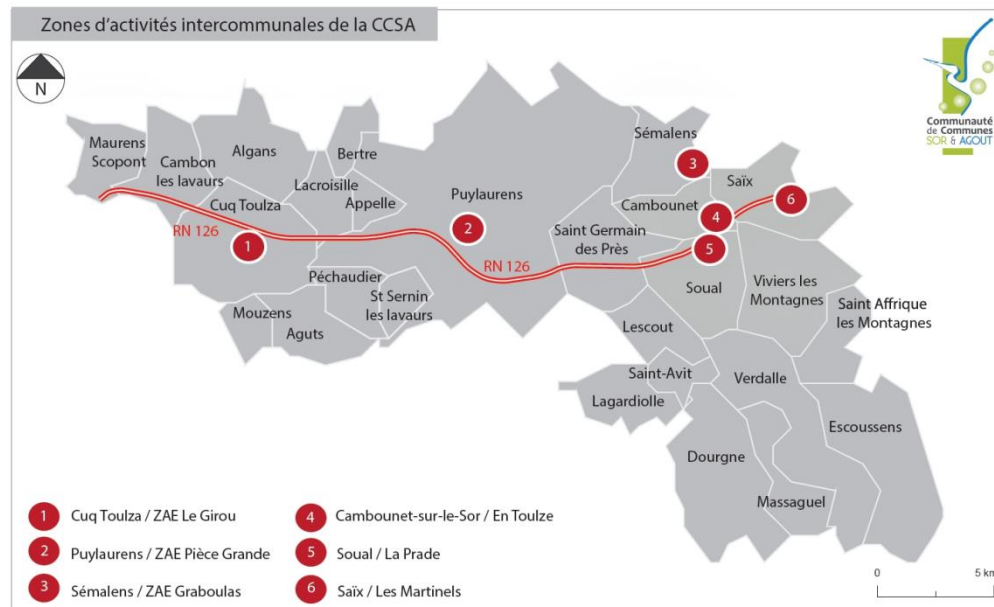 Zones d'activités intercommunales de la CCSA
N
Communauté
de Communes
SOR & AGOUT
Maurens
Scopont
Cambon
les lavaurs
Algans
Bertre
Lacroisille
Appelle
Cuq Toulza
RN 126
1
Puylaurens
2
Sémalens
3
Saïx
6
Cambounet
4
Saint Germain
des Près
5
RN 126
Péchaudier
St Sernin
les lavaurs
Mouzens
Aguts
Soual
Viviers les
Montagnes
Saint Affrique
les Montagnes
Lescout
Saint-Avit
Verdalle
Lagardiolle
Escoussens
Dourgne
Massaguel
1 Cuq Toulza / ZAE Le Girou
2 Puylaurens / ZAE Pièce Grande
3 Sémalens / ZAE Graboulas
4 Cambounet-sur-le-Sor / En Toulze
5 Soual / La Prade
6 Saïx / Les Martinels
0 5 km